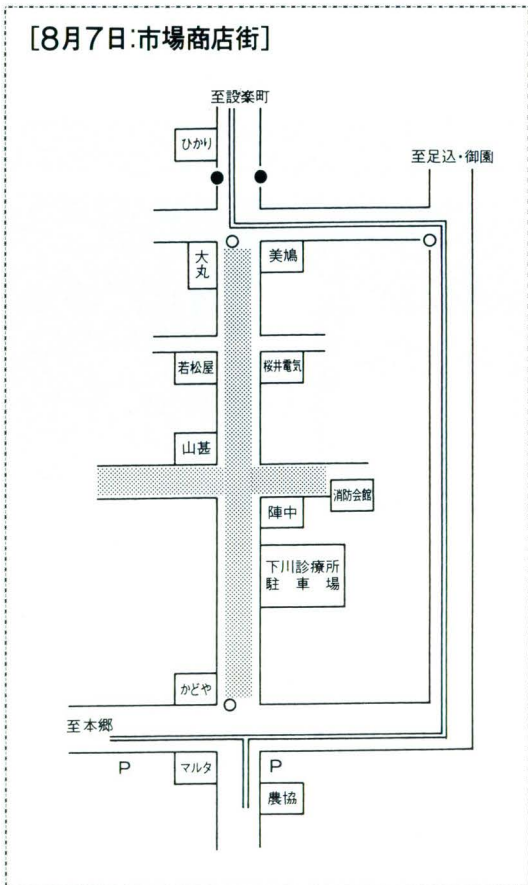 [8月7日:市場商店街]
至設楽町
ひかり
至足込・御園
大丸
美鳩
若松屋
桜井電気
山甚
消防会館
陣中
下川診療所
駐車場
かどや
至本郷
P
マルタ
P
農協